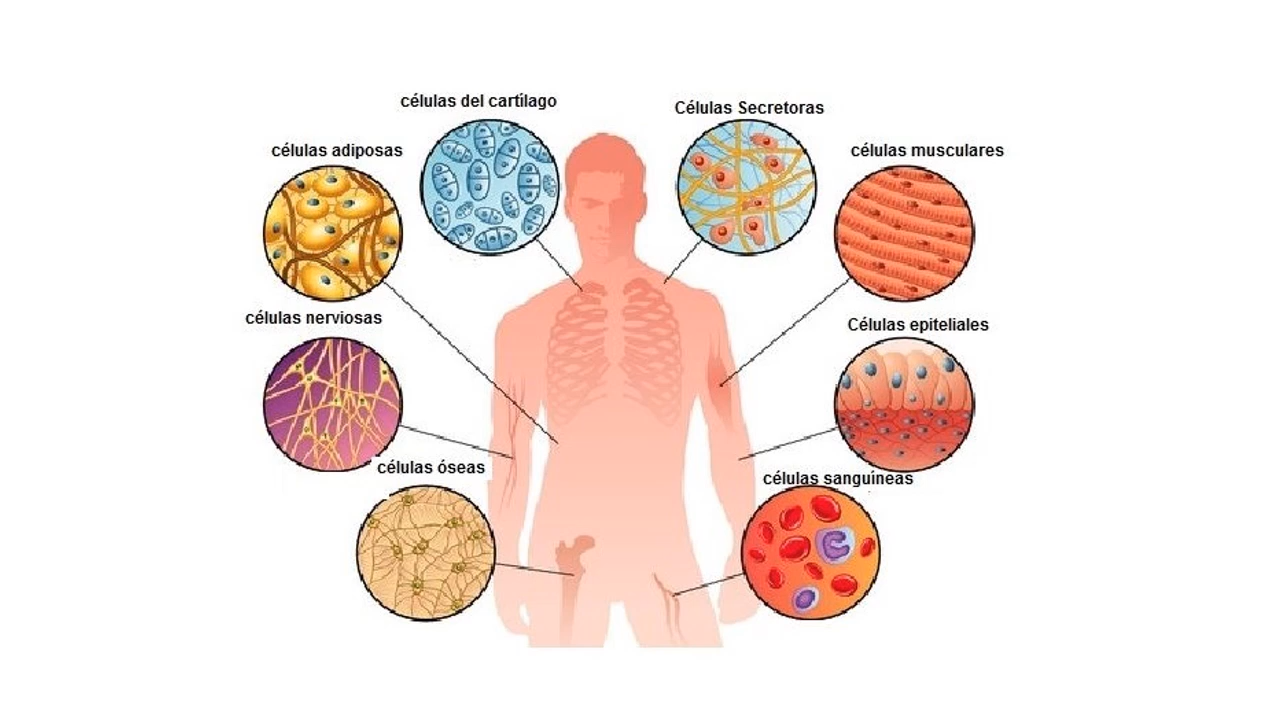 células del cartílago
Células Secretoras
células adiposas
células musculares
células nerviosas
Células epiteliales
células óseas
células sanguíneas